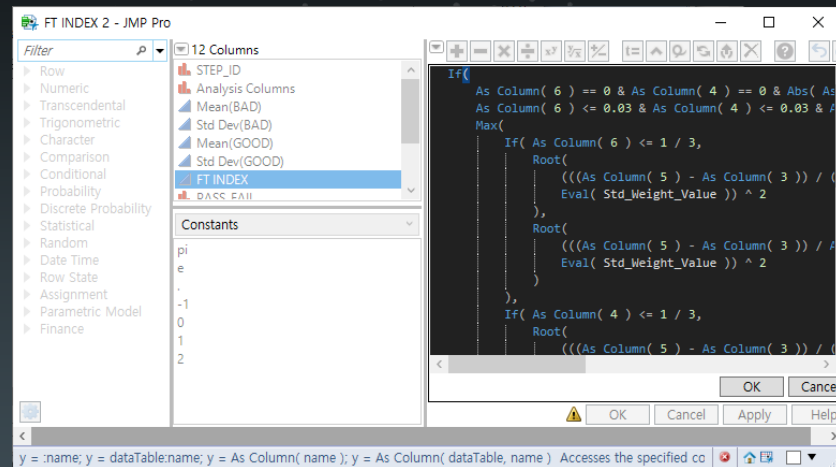 FT INDEX 2 - JMP Pro
Filter
Row
Numeric
Transcendental
Trigonometric
Character
Comparison
Conditional
Probability
Discrete Probability
Statistical
Random
Date Time
Row State
Assignment
Parametric Model
Finance
12 Columns
STEP_ID
Analysis Columns
Mean(BAD)
Std Dev(BAD)
Mean(GOOD)
Std Dev(GOOD)
FT INDEX
PASS_FAIL
Constants
pi
e
.
-1
0
1
2
t=
If(
As Column( 6 ) == 0 & As Column( 4 ) == 0 & Abs( As
As Column( 6 ) <= 0.03 & As Column( 4 ) <= 0.03 & A
Max(
If( As Column( 6 ) <= 1 / 3,
Root(
(((As Column( 5 ) - As Column( 3 )) / (
Eval( Std_Weight_Value )) ^ 2
),
Root(
(((As Column( 5 ) - As Column( 3 )) / A
Eval( Std_Weight_Value )) ^ 2
)
),
If( As Column( 4 ) <= 1 / 3,
Root(
(((As Column( 5 ) - As Column( 3 )) / (
OK Cance
OK Cancel Apply Help
y = :name; y = dataTable:name; y = As Column( name ); y = As Column( dataTable, name ) Accesses the specified co